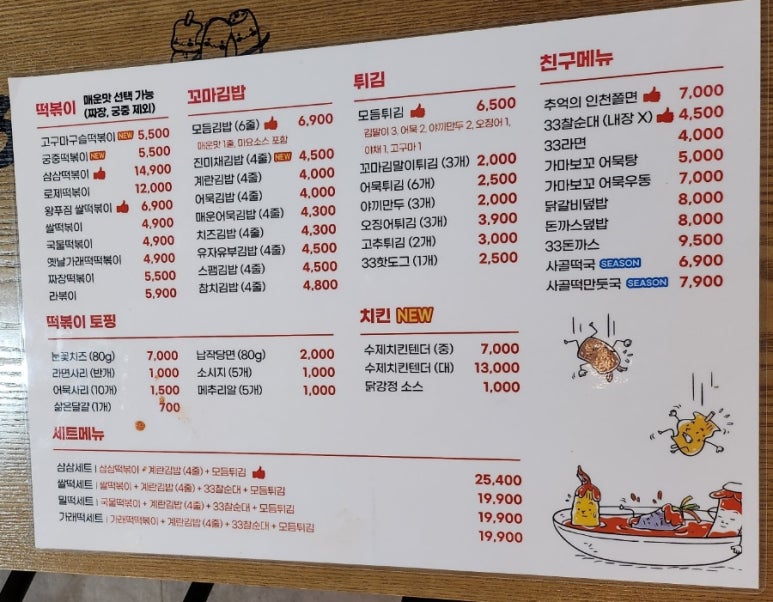 떡볶이 매운맛 선택 가능
(짜장, 궁중 제외)
고구마구슬떡볶이 NEW 5,500
궁중떡볶이 NEW 5,500
삼삼떡볶이 14,900
로제떡볶이 12,000
왕푸짐 쌀떡볶이 6,900
쌀떡볶이 4,900
국물떡볶이 4,900
옛날가래떡떡볶이 4,900
짜장떡볶이 5,500
라볶이 5,900
꼬마김밥
모듬김밥 (6줄) 6,900
매운맛 1줄, 마요소스 포함
진미채김밥 (4줄) NEW 4,500
계란김밥 (4줄) 4,000
어묵김밥 (4줄) 4,000
매운어묵김밥 (4줄) 4,300
치즈김밥 (4줄) 4,300
유자유부김밥 (4줄) 4,500
스팸김밥 (4줄) 4,500
참치김밥 (4줄) 4,800
튀김
모듬튀김 6,500
김말이 3, 어묵 2, 야끼만두 2, 오징어 1,
야채 1, 고구마 1
꼬마김말이튀김 (3개) 2,000
어묵튀김 (6개) 2,500
야끼만두 (3개) 2,000
오징어튀김 (3개) 3,900
고추튀김 (2개) 3,000
33핫도그 (1개) 2,500
친구메뉴
추억의 인천쫄면 7,000
33찰순대 (내장 X) 4,500
33라면 4,000
가마보꼬 어묵탕 5,000
가마보꼬 어묵우동 7,000
닭갈비덮밥 8,000
돈까스덮밥 8,000
33돈까스 9,500
사골떡국 SEASON 6,900
사골떡만둣국 SEASON 7,900
떡볶이 토핑
눈꽃치즈 (80g) 7,000
라면사리 (반개) 1,000
어묵사리 (10개) 1,500
삶은달걀 (1개) 700
납작당면 (80g) 2,000
소시지 (5개) 1,000
메추리알 (5개) 1,000
치킨 NEW
수제치킨텐더 (중) 7,000
수제치킨텐더 (대) 13,000
닭강정 소스 1,000
세트메뉴
삼삼세트 | 삼삼떡볶이 + 계란김밥 (4줄) + 모듬튀김 25,400
쌀떡세트 | 쌀떡볶이 + 계란김밥 (4줄) + 33찰순대 + 모듬튀김 19,900
밀떡세트 | 국물떡볶이 + 계란김밥 (4줄) + 33찰순대 + 모듬튀김 19,900
가래떡세트 | 가래떡떡볶이 + 계란김밥 (4줄) + 33찰순대 + 모듬튀김 19,900